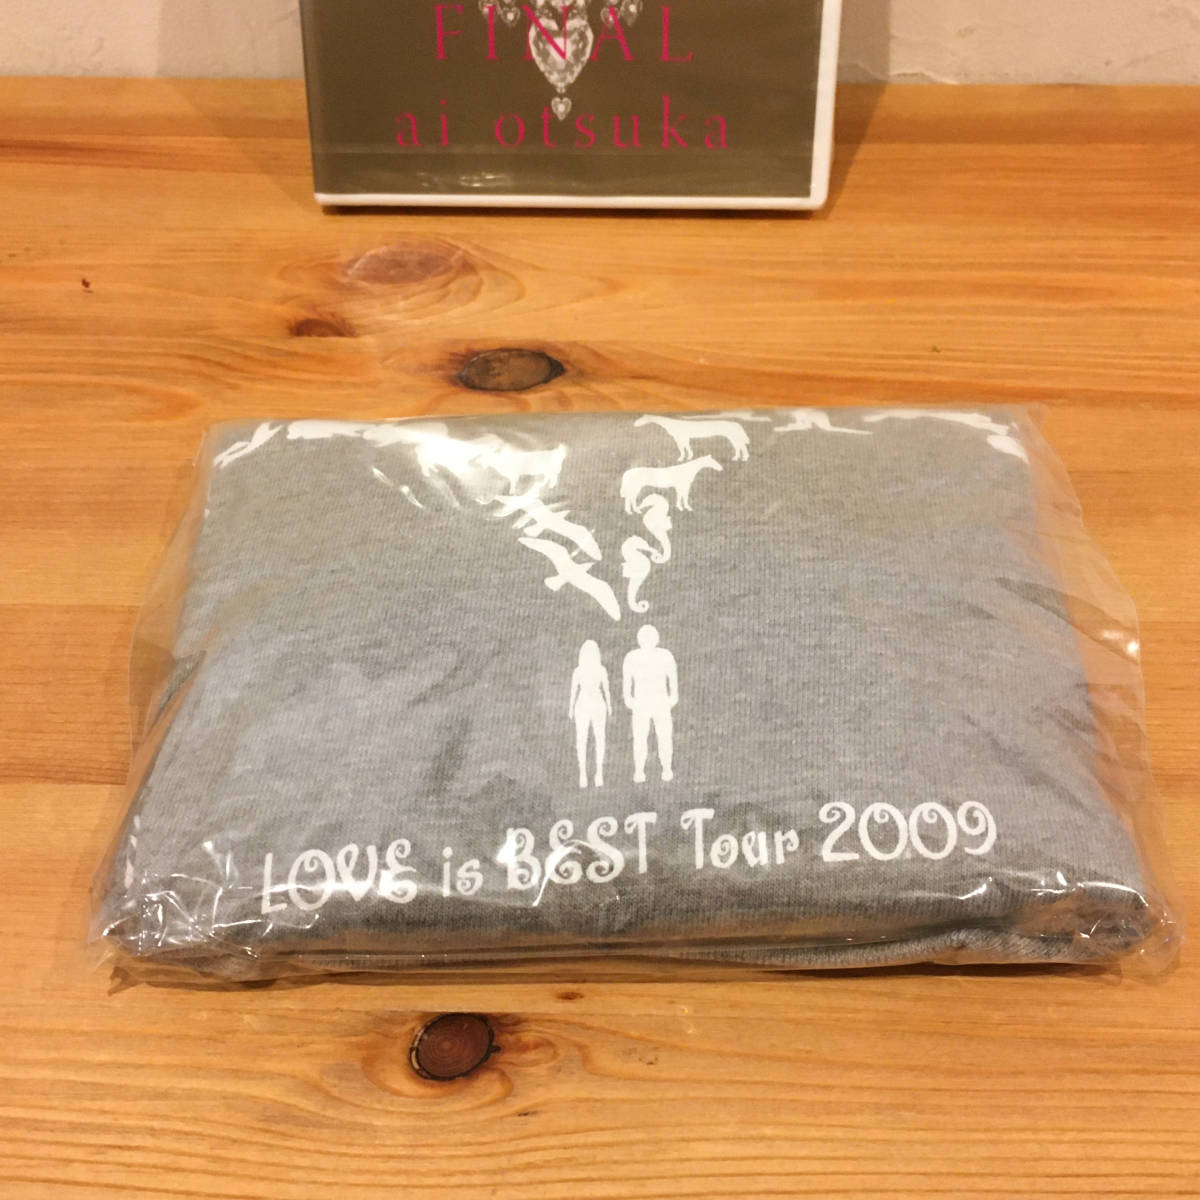 FINAL
ai otsuka
LOVE is BEST Tour 2009